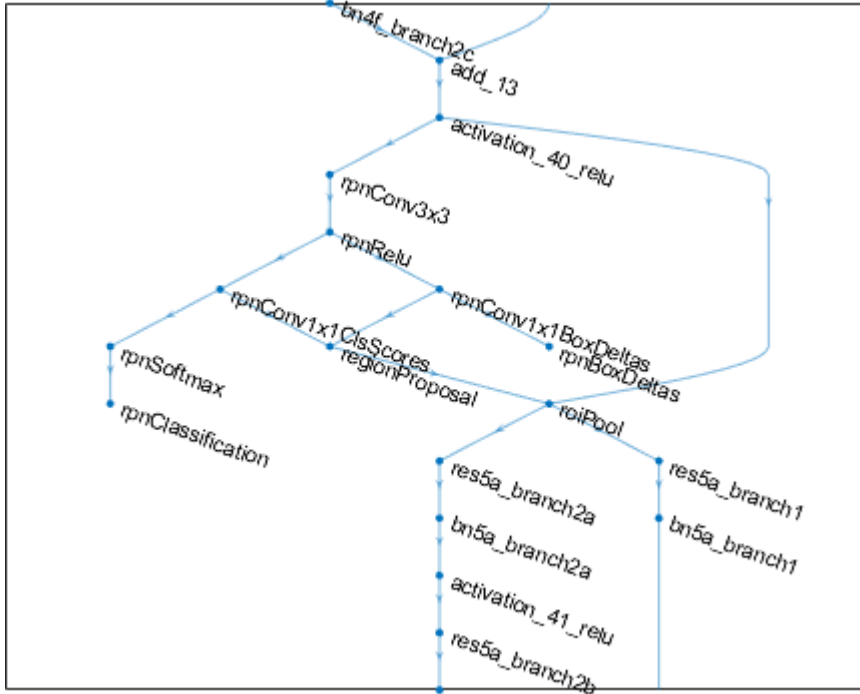 bn4f_branch2c
add_13
activation_40_relu
rpnConv3x3
rpnRelu
rpnConv1x1ClsScores
rpnConv1x1BoxDeltas
rpnSoftmax
regionProposal
rpnBoxDeltas
rpnClassification
roiPool
res5a_branch2a
res5a_branch1
bn5a_branch2a
bn5a_branch1
activation_41_relu
res5a_branch2b